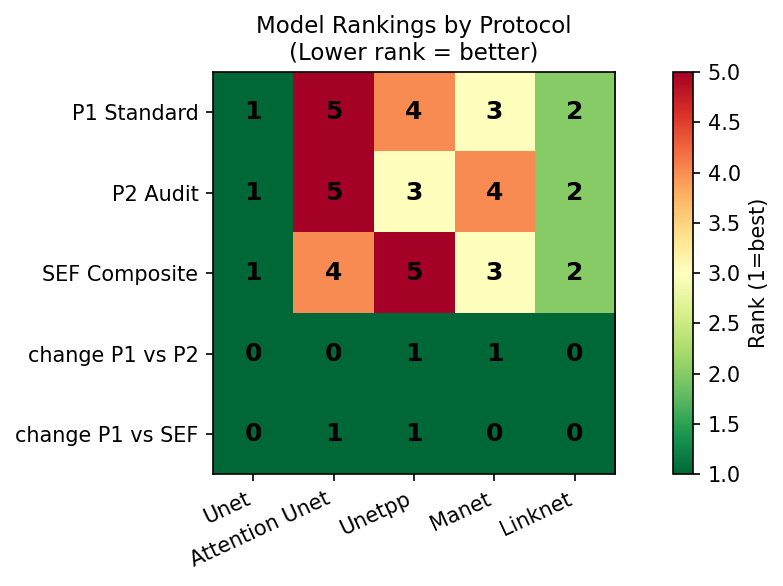 Model Rankings by Protocol
(Lower rank = better)
P1 Standard 1 5 4 3 2
P2 Audit 1 5 3 4 2
SEF Composite 1 4 5 3 2
change P1 vs P2 0 0 1 1 0
change P1 vs SEF 0 1 1 0 0
Unet
Attention Unet
Unetpp
Manet
Linknet
5.0
4.5
4.0
3.5
3.0
2.5
2.0
1.5
1.0
Rank (1=best)